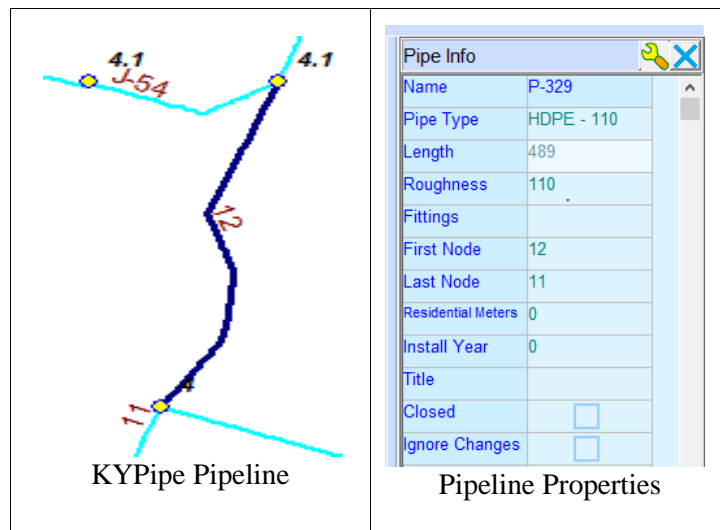 4.1
4.1
J-54
12
4
11
KYPipe Pipeline
Pipe Info
Name P-329
Pipe Type HDPE - 110
Length 489
Roughness 110
Fittings
First Node 12
Last Node 11
Residential Meters 0
Install Year 0
Title
Closed
Ignore Changes
Pipeline Properties